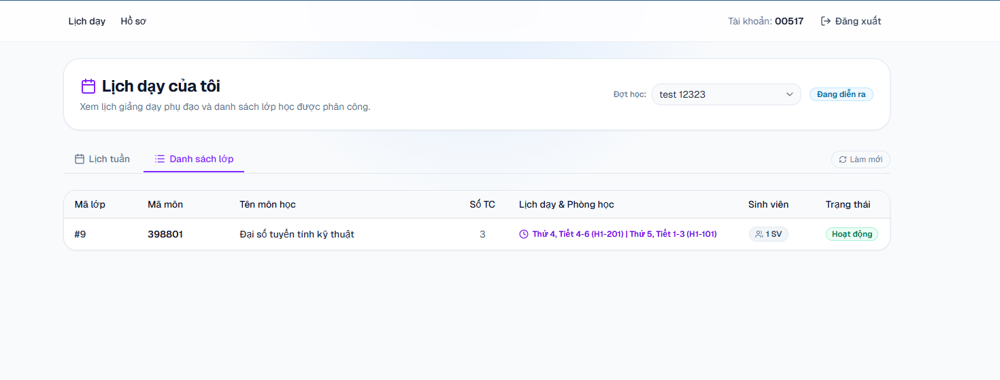 Lịch dạy Hồ sơ Tài khoản: 00517 Đăng xuất
Lịch dạy của tôi
Xem lịch giảng dạy phụ đạo và danh sách lớp học được phân công.
Đợt học: test 12323 Đang diễn ra
Lịch tuần Danh sách lớp Làm mới
Mã lớp Mã môn Tên môn học Số TC Lịch dạy & Phòng học Sinh viên Trạng thái
#9 398801 Đại số tuyến tính kỹ thuật 3 Thứ 4, Tiết 4-6 (H1-201) | Thứ 5, Tiết 1-3 (H1-101) 1 SV Hoạt động